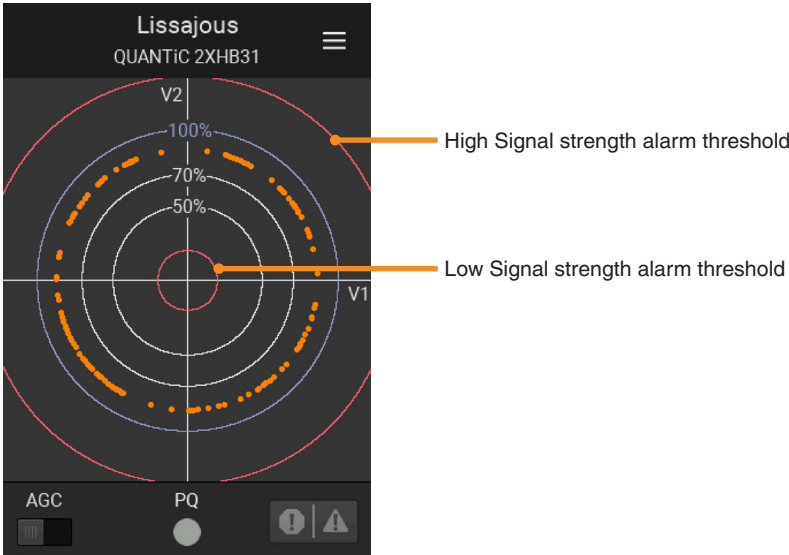 Lissajous
QUANTiC 2XHB31
V2
100%
High Signal strength alarm threshold
70%
50%
Low Signal strength alarm threshold
V1
AGC
PQ